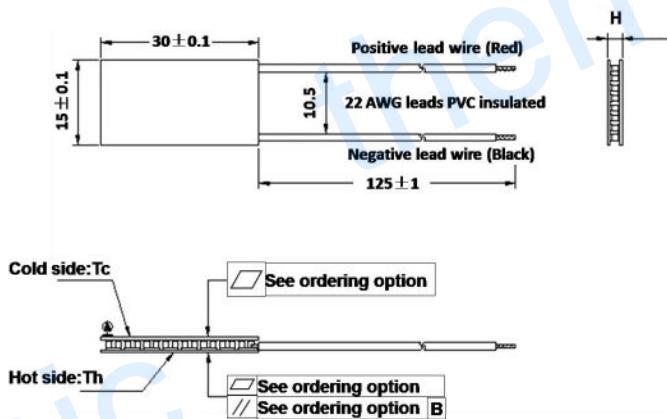 30±0.1
H
Positive lead wire (Red)
15±0.1
10.5
22 AWG leads PVC insulated
Negative lead wire (Black)
125±1
Cold side:Tc
See ordering option
A
Hot side:Th
See ordering option
// See ordering option B
then